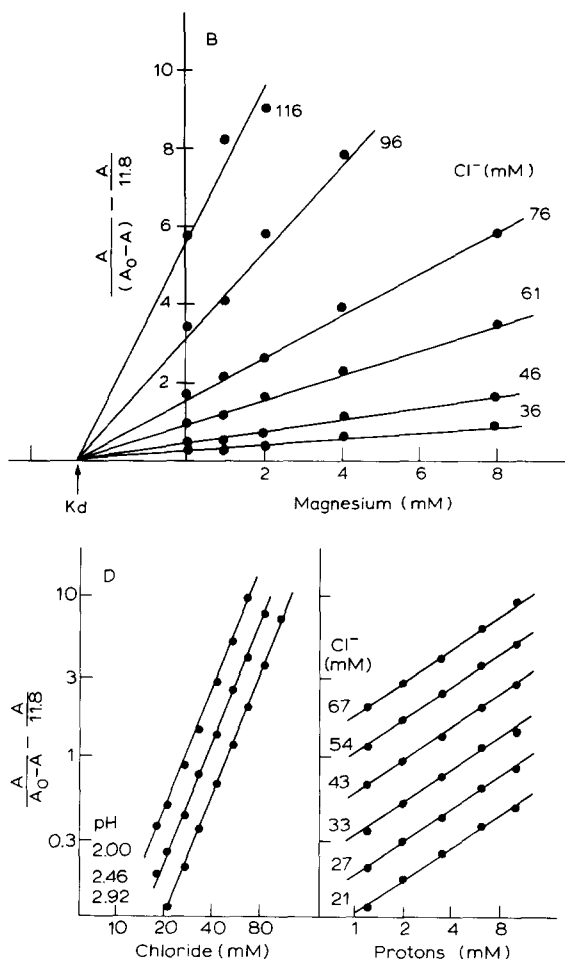 B
10
8
6
4
2
A
(A₀-A)
- A
11.8
116
96
Cl⁻ (mM)
76
61
46
36
2
4
6
8
Kd
Magnesium (mM)
D
10
3
1
0.3
A
A₀-A
- A
11.8
pH
2.00
2.46
2.92
10
20
40
80
Chloride (mM)
Cl⁻
(mM)
67
54
43
33
27
21
1
2
4
8
Protons (mM)